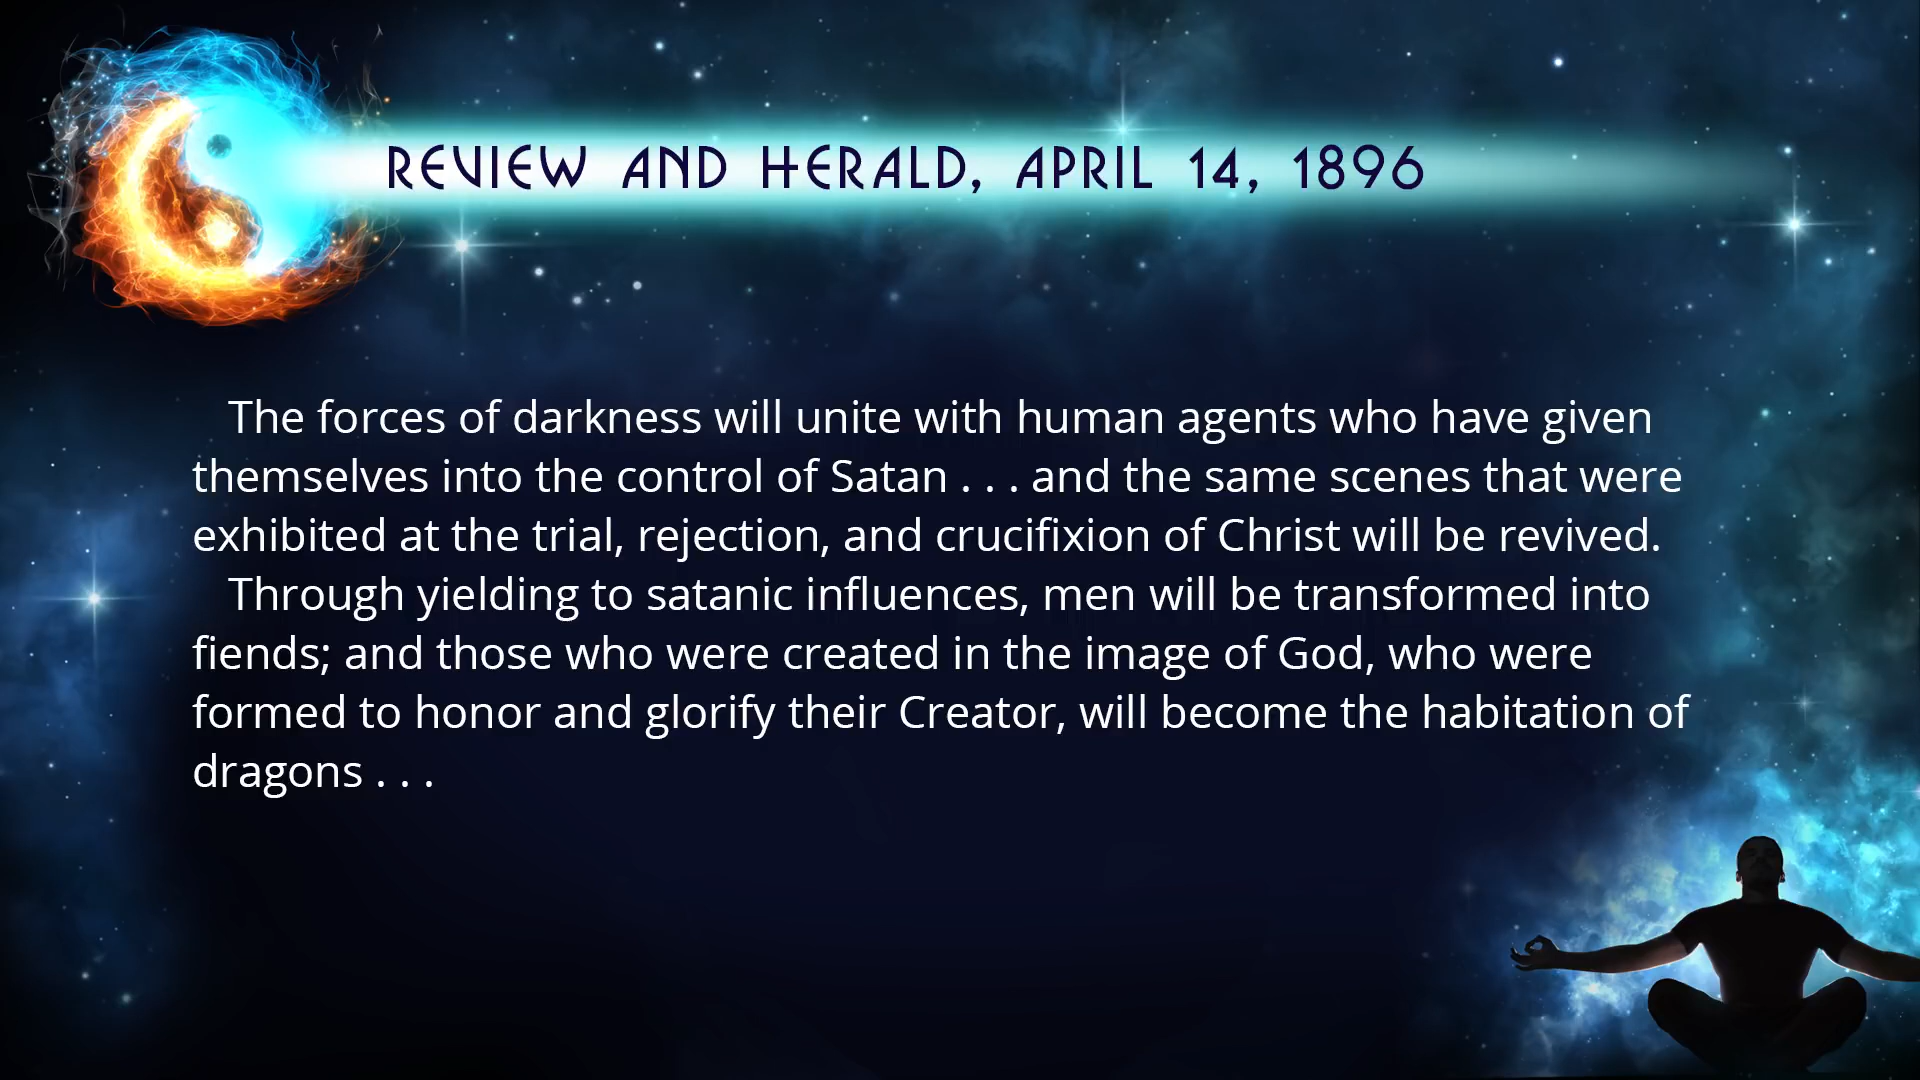 REVIEW AND HERALD, APRIL 14, 1896
The forces of darkness will unite with human agents who have given
themselves into the control of Satan . . . and the same scenes that were
exhibited at the trial, rejection, and crucifixion of Christ will be revived.
Through yielding to satanic influences, men will be transformed into
fiends; and those who were created in the image of God, who were
formed to honor and glorify their Creator, will become the habitation of
dragons . . .